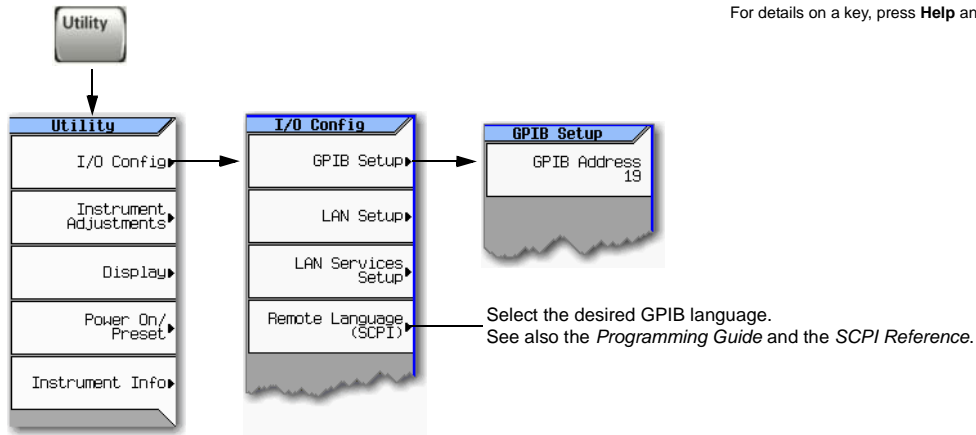 For details on a key, press Help an
Utility
Utility
I/O Config
Instrument
Adjustments
Display
Power On/
Preset
Instrument Info
I/O Config
GPIB Setup
LAN Setup
LAN Services
Setup
Remote Language
(SCPI)
GPIB Setup
GPIB Address
19
Select the desired GPIB language.
See also the Programming Guide and the SCPI Reference.